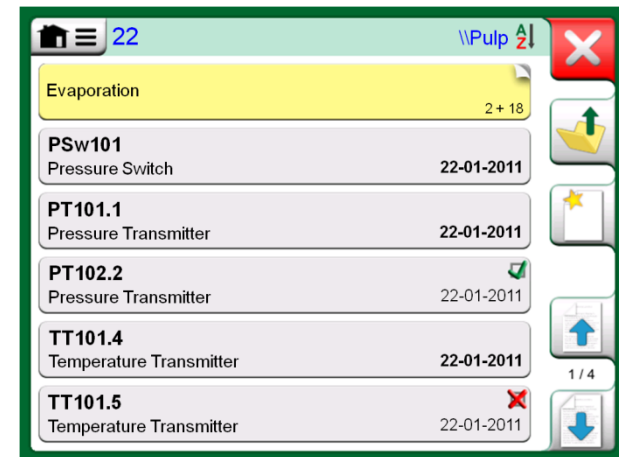 22 \\Pulp AZ
Evaporation
2 + 18
PSw101
Pressure Switch 22-01-2011
PT101.1
Pressure Transmitter 22-01-2011
PT102.2
Pressure Transmitter 22-01-2011
TT101.4
Temperature Transmitter 22-01-2011
1 / 4
TT101.5
Temperature Transmitter 22-01-2011